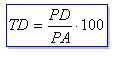 TD = PD/PA · 100